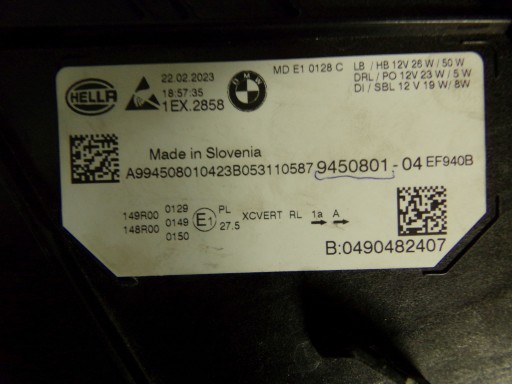 HELLA
22.02.2023
18:57:35
1EX.2858
BMW
MD E1 0128 C
LB / HB 12V 26 W / 50 W
DRL / PO 12V 23 W / 5 W
DI / SBL 12 V 19 W/ 8W
Made in Slovenia
A994508010423B053110587 9450801 - 04 EF940B
149R00 0129
148R00 0149
0150
E1
PL
27.5
XCVERT RL 1a A
B:0490482407